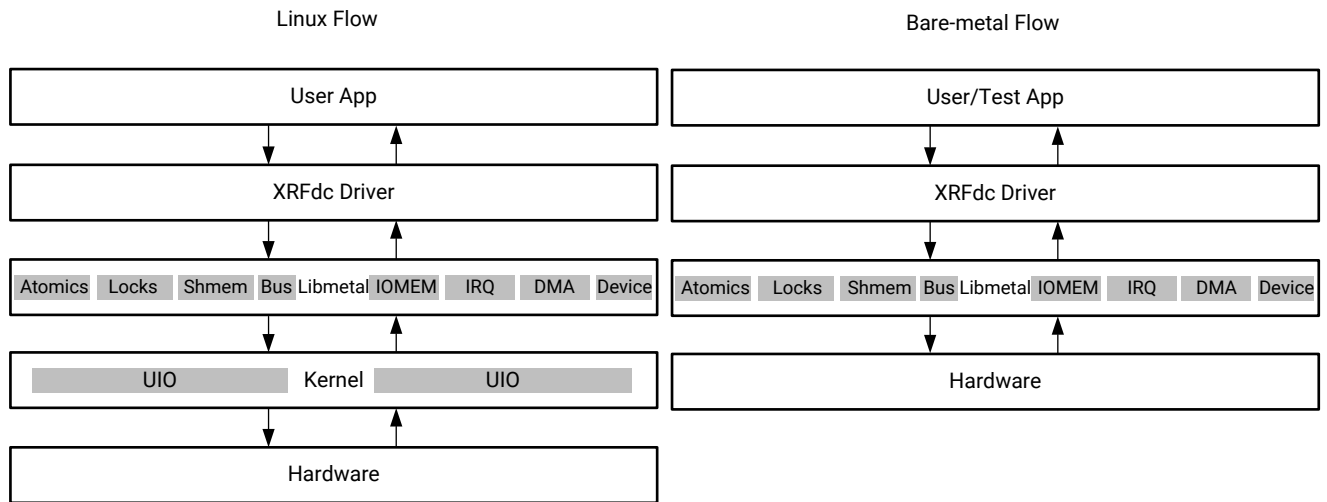 Linux Flow
User App
XRFdc Driver
Atomics Locks Shmem Bus Libmetal IOMEM IRQ DMA Device
UIO Kernel UIO
Hardware
Bare-metal Flow
User/Test App
XRFdc Driver
Atomics Locks Shmem Bus Libmetal IOMEM IRQ DMA Device
Hardware